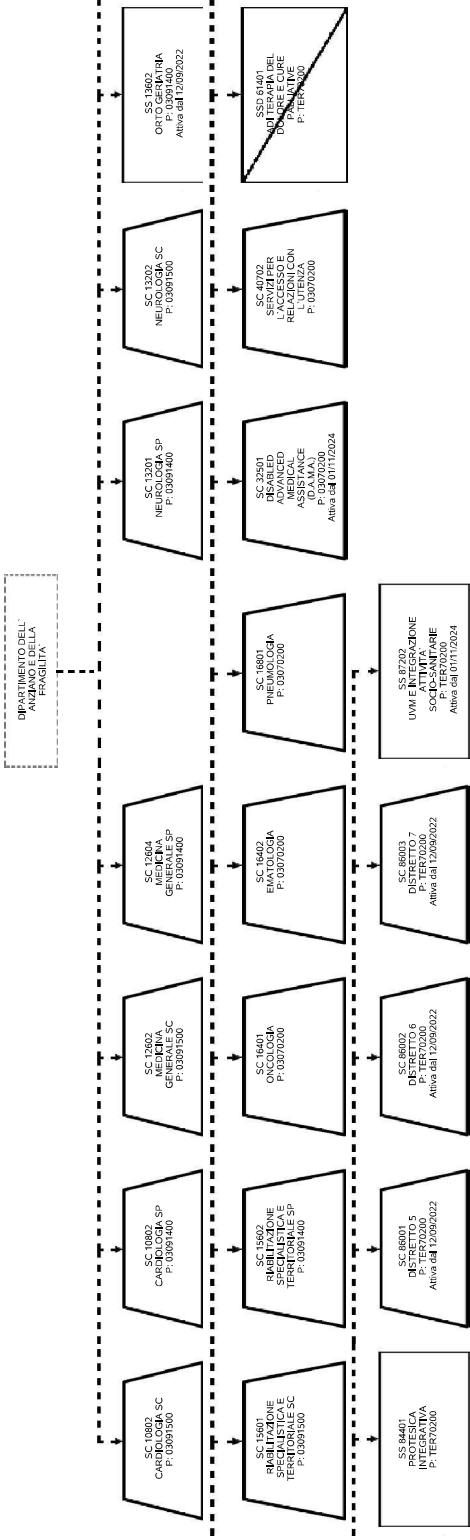 DIPARTIMENTO DELL'
ANZIANO E DELLA
FRAGILITA'
SC 10802
CARDIOLOGIA SC
P: 03091500
SC 10802
CARDIOLOGIA SP
P: 03091400
SC 12602
MEDICINA
GENERALE SC
P: 03091500
SC 12604
MEDICINA
GENERALE SP
P: 03091400
SC 13201
NEUROLOGIA SP
P: 03091400
SC 13202
NEUROLOGIA SC
P: 03091500
SS 13602
ORTO GERIATRIA
P: 03091400
Attiva dal 12/09/2022
SC 15601
RIABILITAZIONE
SPECIALISTICA E
TERRITORIALE SC
P: 03091500
SC 15602
RIABILITAZIONE
SPECIALISTICA E
TERRITORIALE SP
P: 03091400
SC 16401
ONCOLOGIA
P: 03070200
SC 16402
EMATOLOGIA
P: 03070200
SC 16801
PNEUMOLOGIA
P: 03070200
SC 32501
DISABLED
ADVANCED
MEDICAL
ASSISTANCE
(D.A.M.A.)
P: 03070200
Attiva dal 01/11/2024
SC 40702
SERVIZI PER
L'ACCESSO E
RELAZIONI CON
L'UTENZA
P: 03070200
SSD 61401
ADI TERAPIA DEL
DOLORE E CURE
PALLIATIVE
P: TER70200
SS 84401
PROTESICA
INTEGRATIVA
P: TER70200
SC 86001
DISTRETTO 5
P: TER70200
Attiva dal 12/09/2022
SC 86002
DISTRETTO 6
P: TER70200
Attiva dal 12/09/2022
SC 86003
DISTRETTO 7
P: TER70200
Attiva dal 12/09/2022
SS 87202
UVM E INTEGRAZIONE
ATTIVITA'
SOCIO-SANITARIE
P: TER70200
Attiva dal 01/11/2024